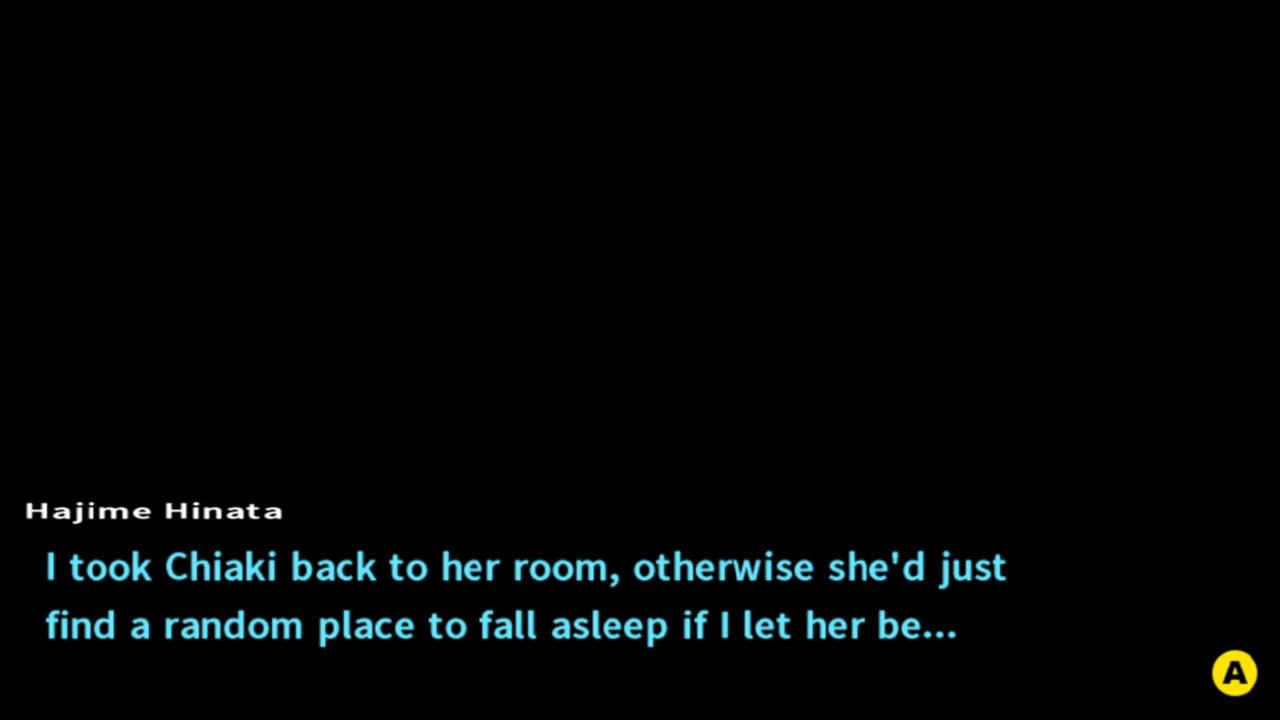 Hajime Hinata
I took Chiaki back to her room, otherwise she'd just
find a random place to fall asleep if I let her be...
A